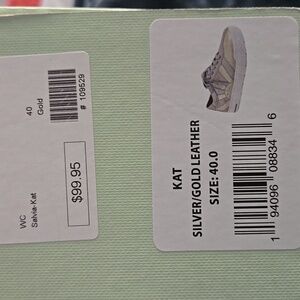 WC
Salvia-Kat
40
Gold
$99.95
# 109529
KAT
SILVER/GOLD LEATHER
SIZE: 40.0
1 94096 08834 6